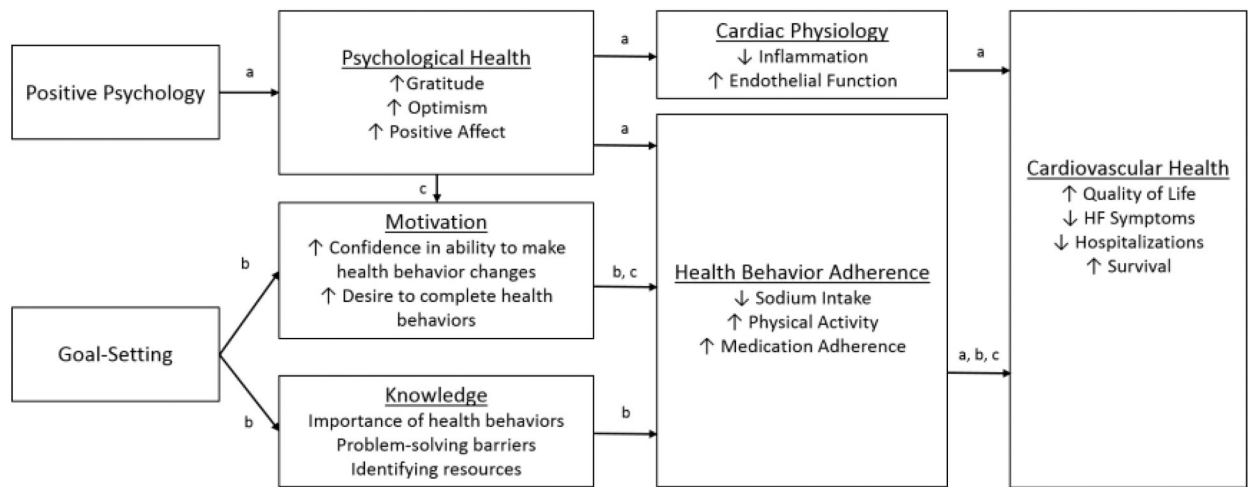 Positive Psychology
a
Psychological Health
↑Gratitude
↑ Optimism
↑ Positive Affect
a
Cardiac Physiology
↓ Inflammation
↑ Endothelial Function
a
a
c
Motivation
↑ Confidence in ability to make
health behavior changes
↑ Desire to complete health
behaviors
b
Goal-Setting
b
Knowledge
Importance of health behaviors
Problem-solving barriers
Identifying resources
b, c
b
Health Behavior Adherence
↓ Sodium Intake
↑ Physical Activity
↑ Medication Adherence
a, b, c
Cardiovascular Health
↑ Quality of Life
↓ HF Symptoms
↓ Hospitalizations
↑ Survival